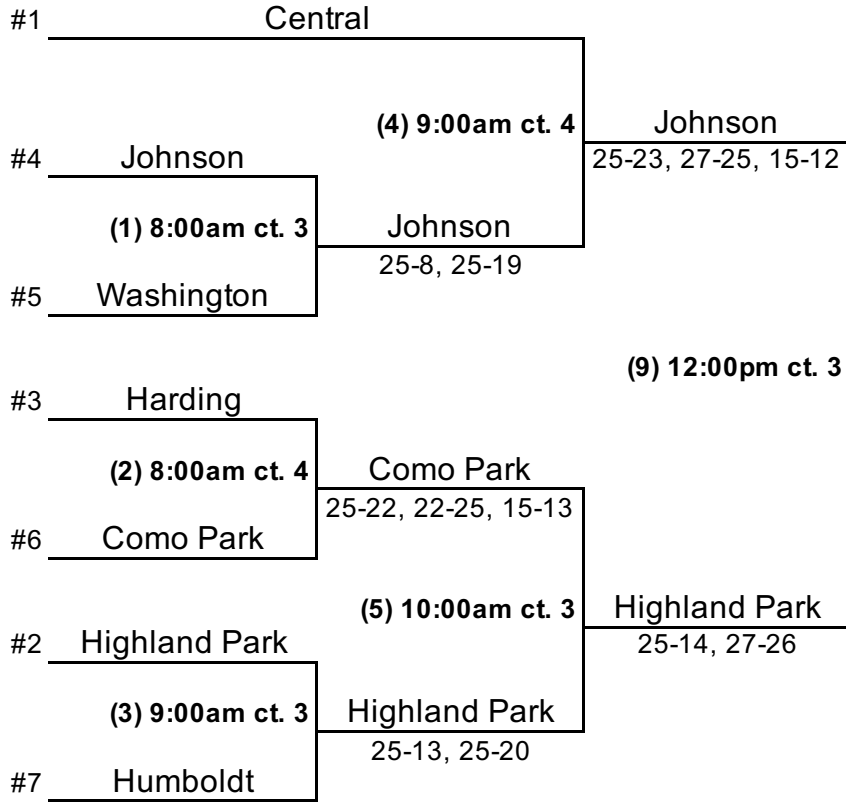 #1 Central
(4) 9:00am ct. 4 Johnson
#4 Johnson 25-23, 27-25, 15-12
(1) 8:00am ct. 3 Johnson
25-8, 25-19
#5 Washington
(9) 12:00pm ct. 3
#3 Harding
(2) 8:00am ct. 4 Como Park
25-22, 22-25, 15-13
#6 Como Park
(5) 10:00am ct. 3 Highland Park
#2 Highland Park 25-14, 27-26
(3) 9:00am ct. 3 Highland Park
25-13, 25-20
#7 Humboldt